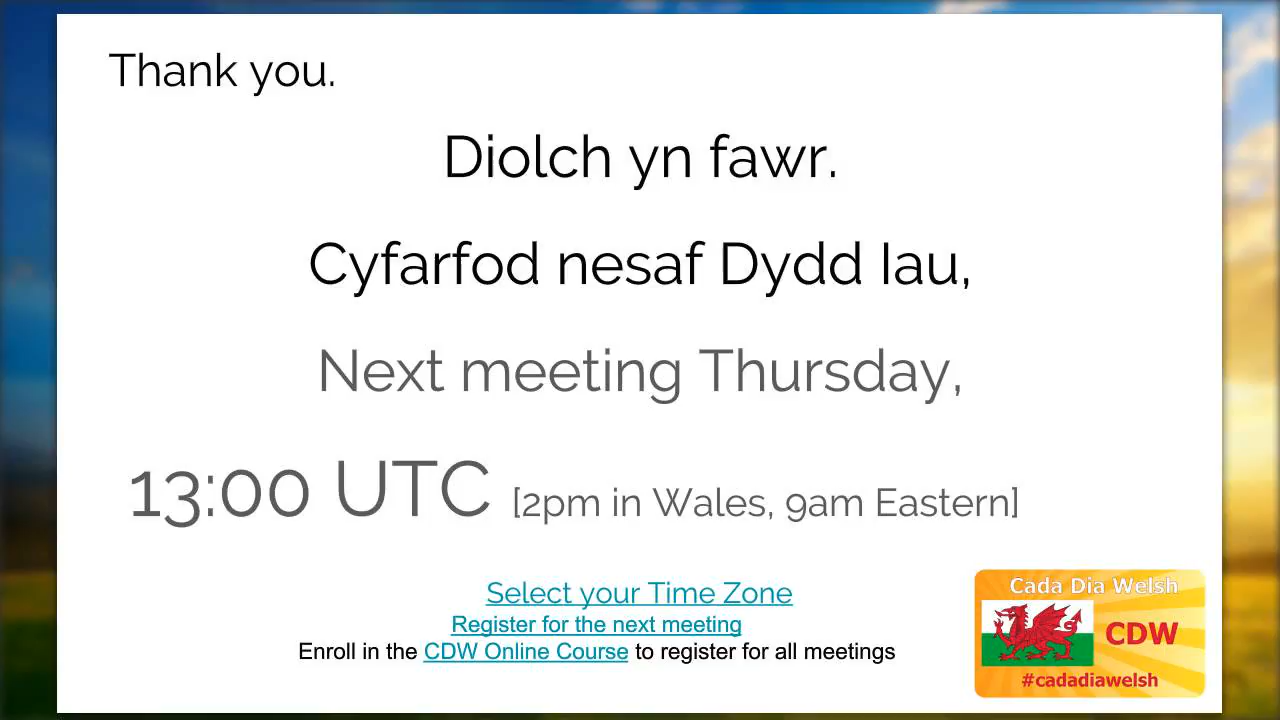 Thank you.
Diolch yn fawr.
Cyfarfod nesaf Dydd Iau,
Next meeting Thursday,
13:00 UTC [2pm in Wales, 9am Eastern]
Select your Time Zone
Register for the next meeting
Enroll in the CDW Online Course to register for all meetings
Cada Dia Welsh
CDW
#cadadiawelsh